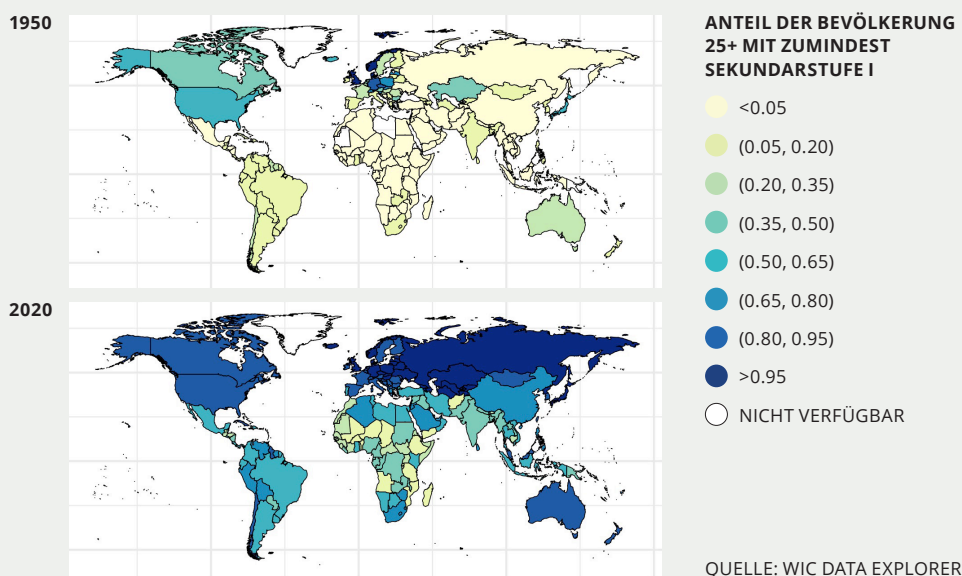 1950
2020
ANTEIL DER BEVÖLKERUNG
25+ MIT ZUMINDEST
SEKUNDARSTUFE I
<0.05
(0.05, 0.20)
(0.20, 0.35)
(0.35, 0.50)
(0.50, 0.65)
(0.65, 0.80)
(0.80, 0.95)
>0.95
NICHT VERFÜGBAR
QUELLE: WIC DATA EXPLORER